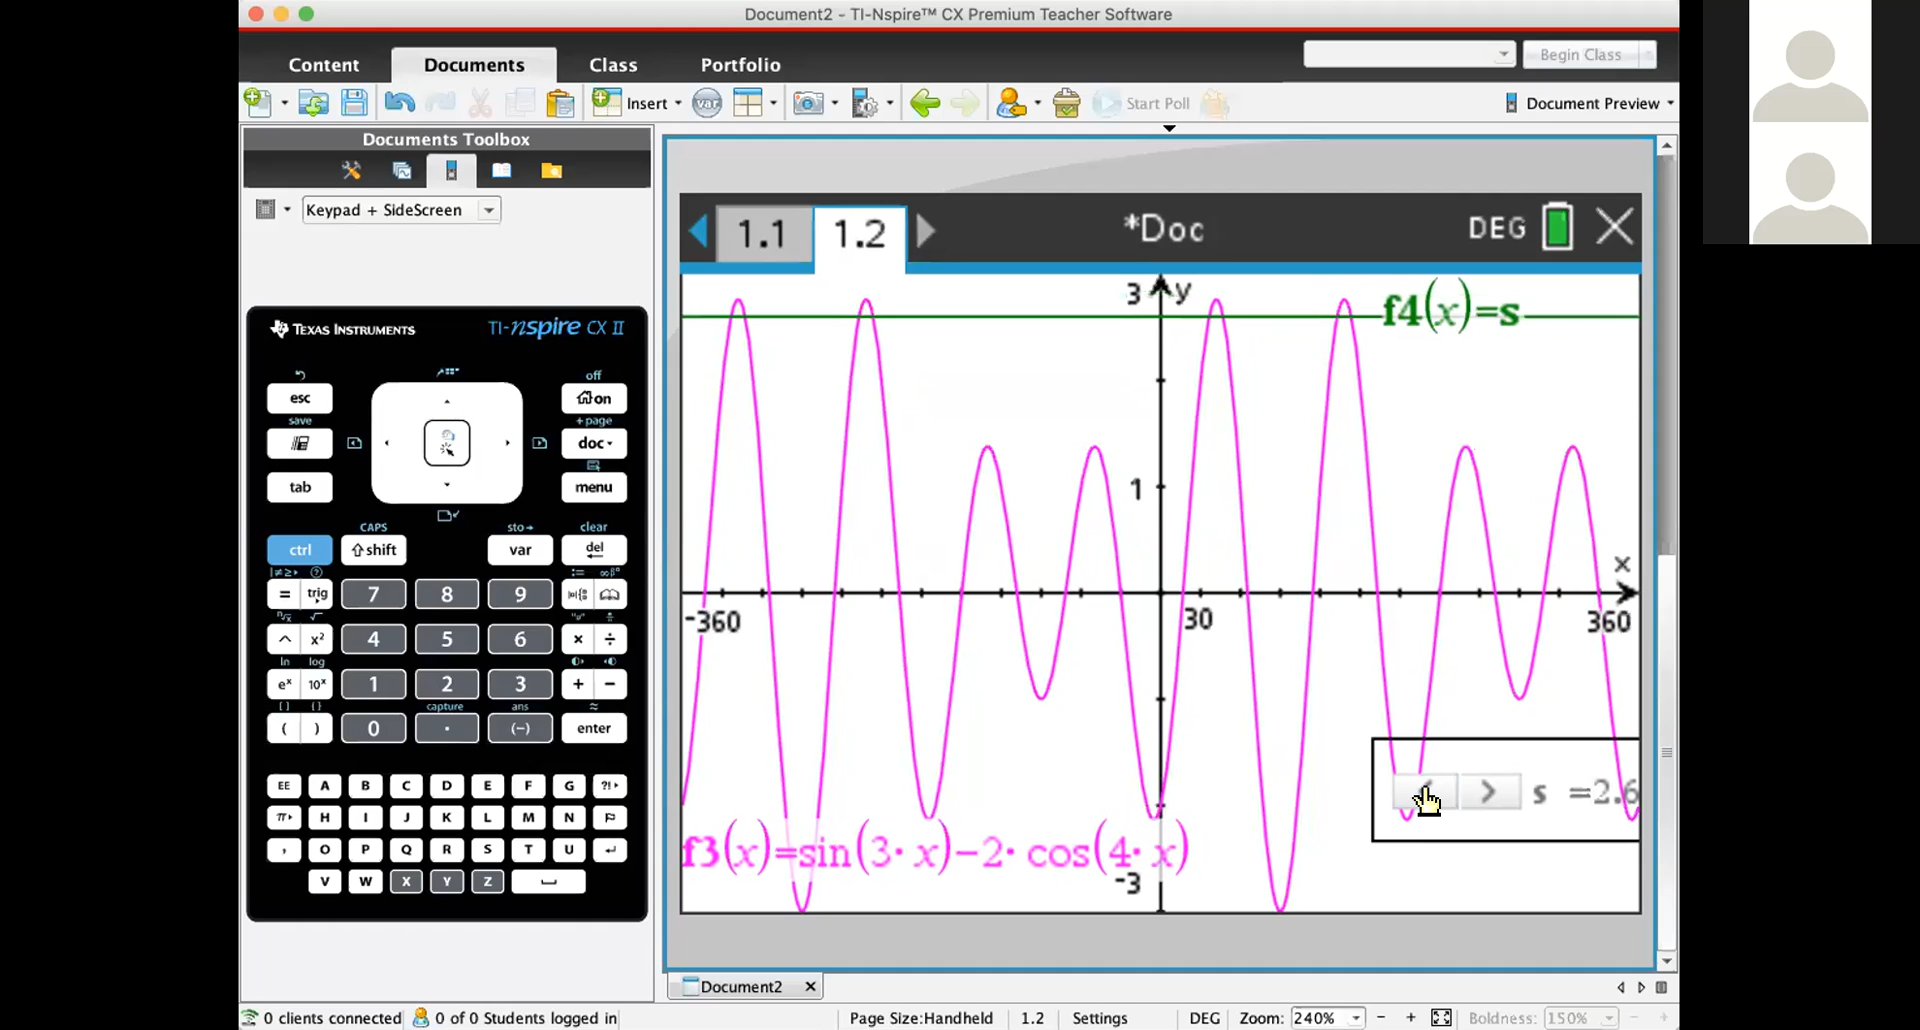 Document2 - TI-Nspire™ CX Premium Teacher Software
Content Documents Class Portfolio Begin Class
Insert var Start Poll Document Preview
Documents Toolbox
Keypad + SideScreen
1.1 1.2 *Doc DEG
TEXAS INSTRUMENTS TI-nspire CX II
off
esc on
save + page
doc
tab menu
CAPS sto→ clear
ctrl shift var del
= trig 7 8 9
^ x² 4 5 6 × ÷
ln log
eˣ 10ˣ 1 2 3 + −
[ ] { } capture ans ≈
( ) 0 . (−) enter
EE A B C D E F G ?!▸
π▸ H I J K L M N
, O P Q R S T U ↵
V W X Y Z
3 y f4(x)=s
1
x
-360 30 360
< > s =2.6
f3(x)=sin(3· x)−2· cos(4· x)
-3
Document2
0 clients connected 0 of 0 Students logged in Page Size:Handheld 1.2 Settings DEG Zoom: 240% − + Boldness: 150% − +